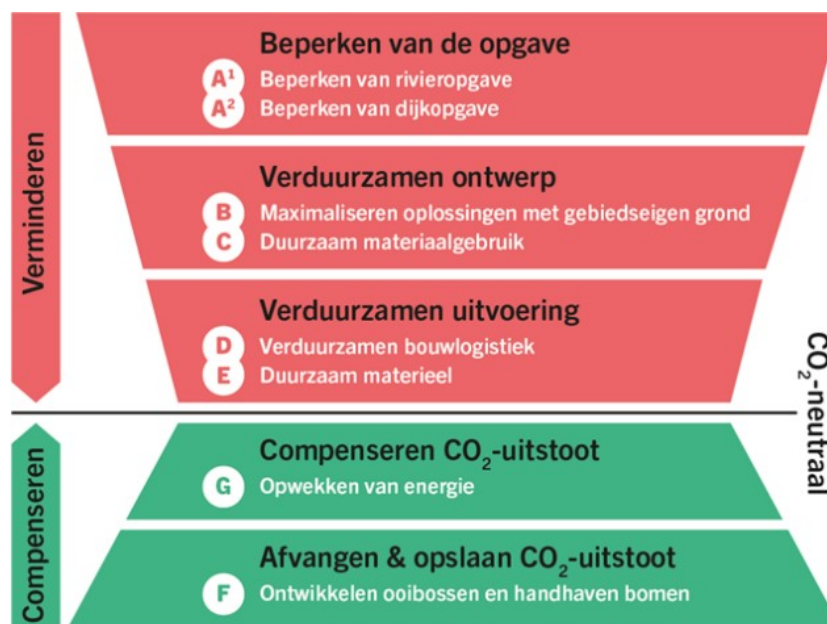 Verminderen
Beperken van de opgave
A¹ Beperken van rivieropgave
A² Beperken van dijkopgave
Verduurzamen ontwerp
B Maximaliseren oplossingen met gebiedseigen grond
C Duurzaam materiaalgebruik
Verduurzamen uitvoering
D Verduurzamen bouwlogistiek
E Duurzaam materieel
CO₂-neutraal
Compenseren
Compenseren CO₂-uitstoot
G Opwekken van energie
Afvangen & opslaan CO₂-uitstoot
F Ontwikkelen ooibossen en handhaven bomen